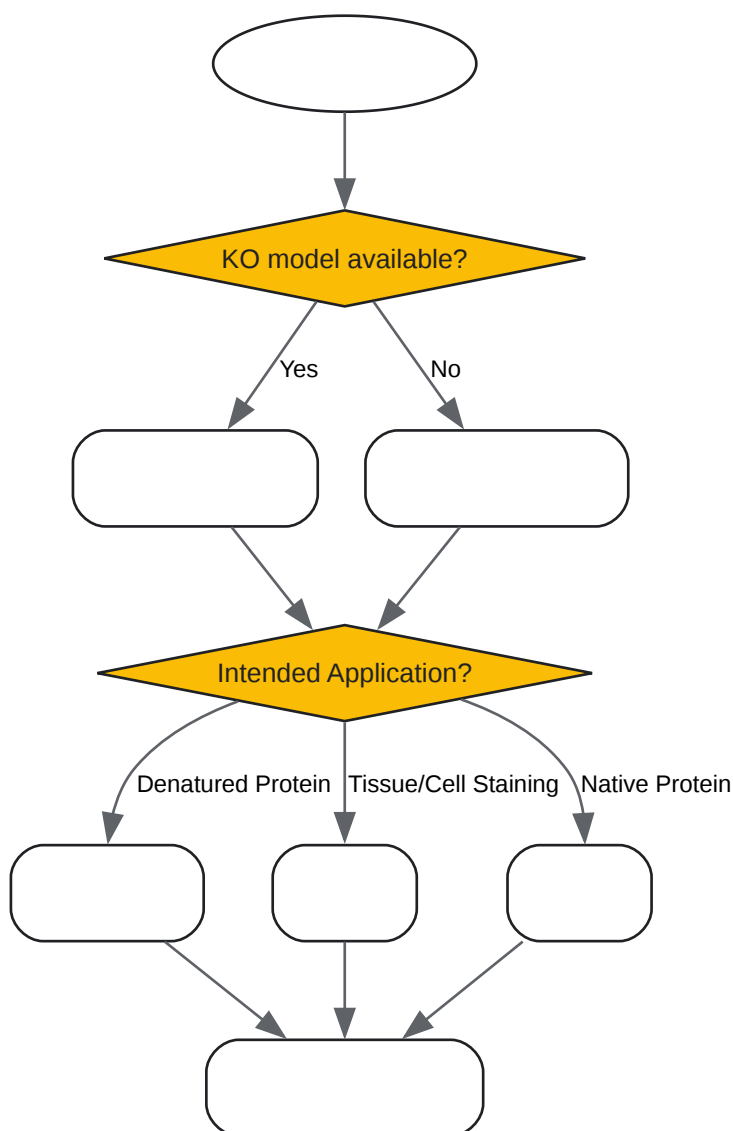 KO model available?
Yes
No
Intended Application?
Denatured Protein
Tissue/Cell Staining
Native Protein